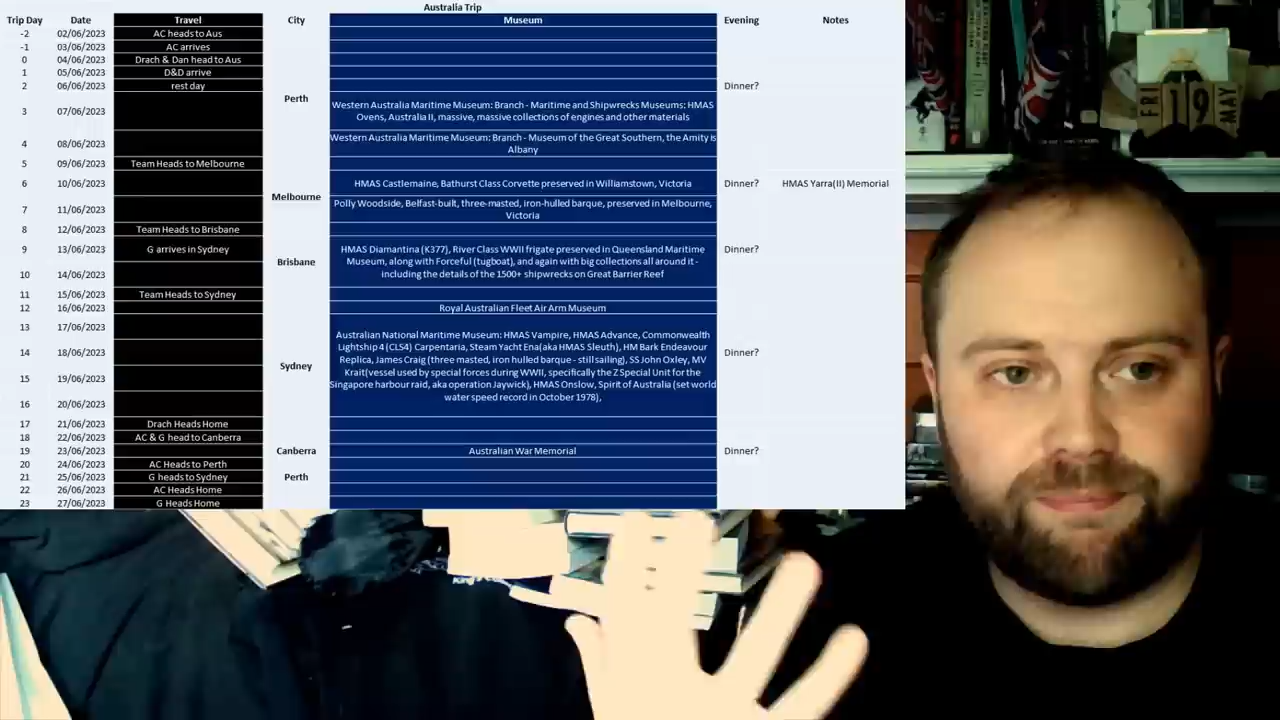 Australia Trip
Trip Day Date Travel City Museum Evening Notes
-2 02/06/2023 AC heads to Aus
-1 03/06/2023 AC arrives
0 04/06/2023 Drach & Dan head to Aus
1 05/06/2023 D&D arrive
2 06/06/2023 rest day Dinner?
Perth
3 07/06/2023 Western Australia Maritime Museum: Branch - Maritime and Shipwrecks Museums: HMAS
Ovens, Australia II, massive, massive collections of engines and other materials
4 08/06/2023 Western Australia Maritime Museum: Branch - Museum of the Great Southern, the Amity is
Albany
5 09/06/2023 Team Heads to Melbourne
6 10/06/2023 HMAS Castlemaine, Bathurst Class Corvette preserved in Williamstown, Victoria Dinner? HMAS Yarra(II) Memorial
Melbourne
7 11/06/2023 Polly Woodside, Belfast-built, three-masted, iron-hulled barque, preserved in Melbourne,
Victoria
8 12/06/2023 Team Heads to Brisbane
9 13/06/2023 G arrives in Sydney HMAS Diamantina (K377), River Class WWII frigate preserved in Queensland Maritime Dinner?
Brisbane Museum, along with Forceful (tugboat), and again with big collections all around it -
10 14/06/2023 including the details of the 1500+ shipwrecks on Great Barrier Reef
11 15/06/2023 Team Heads to Sydney
12 16/06/2023 Royal Australian Fleet Air Arm Museum
13 17/06/2023
Australian National Maritime Museum: HMAS Vampire, HMAS Advance, Commonwealth
14 18/06/2023 Lightship 4 (CLS4) Carpentaria, Steam Yacht Ena(aka HMAS Sleuth), HM Bark Endeavour Dinner?
Sydney Replica, James Craig (three masted, iron hulled barque - still sailing), SS John Oxley, MV
15 19/06/2023 Krait(vessel used by special forces during WWII, specifically the Z Special Unit for the
Singapore harbour raid, aka operation Jaywick), HMAS Onslow, Spirit of Australia (set world
16 20/06/2023 water speed record in October 1978),
17 21/06/2023 Drach Heads Home
18 22/06/2023 AC & G head to Canberra
19 23/06/2023 Canberra Australian War Memorial Dinner?
20 24/06/2023 AC Heads to Perth
21 25/06/2023 G heads to Sydney Perth
22 26/06/2023 AC Heads Home
23 27/06/2023 G Heads Home
FRI 19 MAY